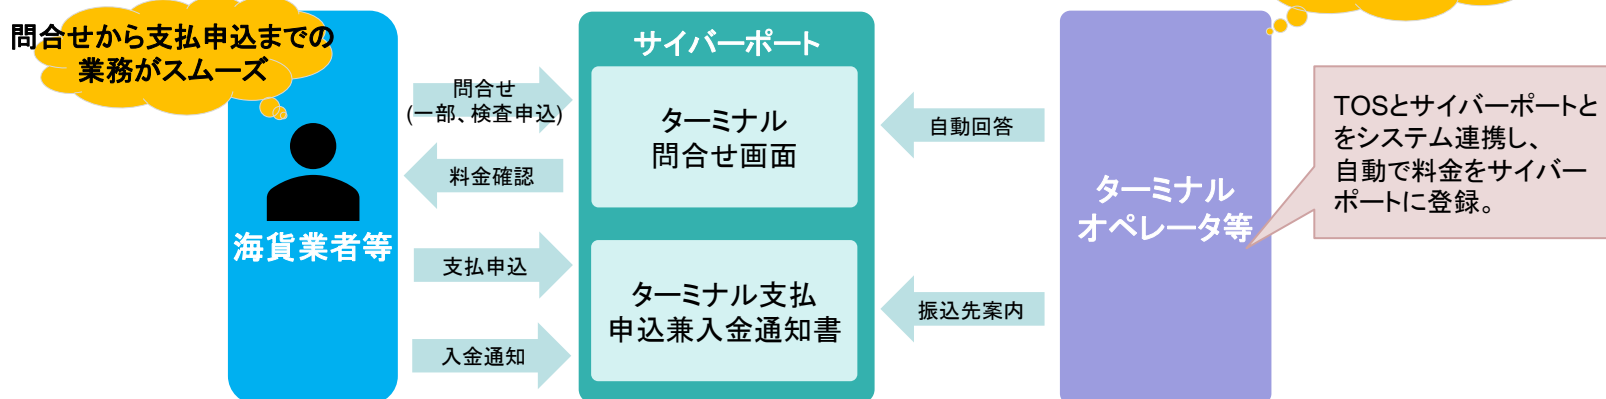 問合せから支払申込までの
業務がスムーズ
海貨業者等
問合せ
(一部、検査申込)
料金確認
支払申込
入金通知
サイバーポート
ターミナル
問合せ画面
ターミナル支払
申込兼入金通知書
自動回答
振込先案内
ターミナル
オペレータ等
TOSとサイバーポートと
をシステム連携し、
自動で料金をサイバー
ポートに登録。